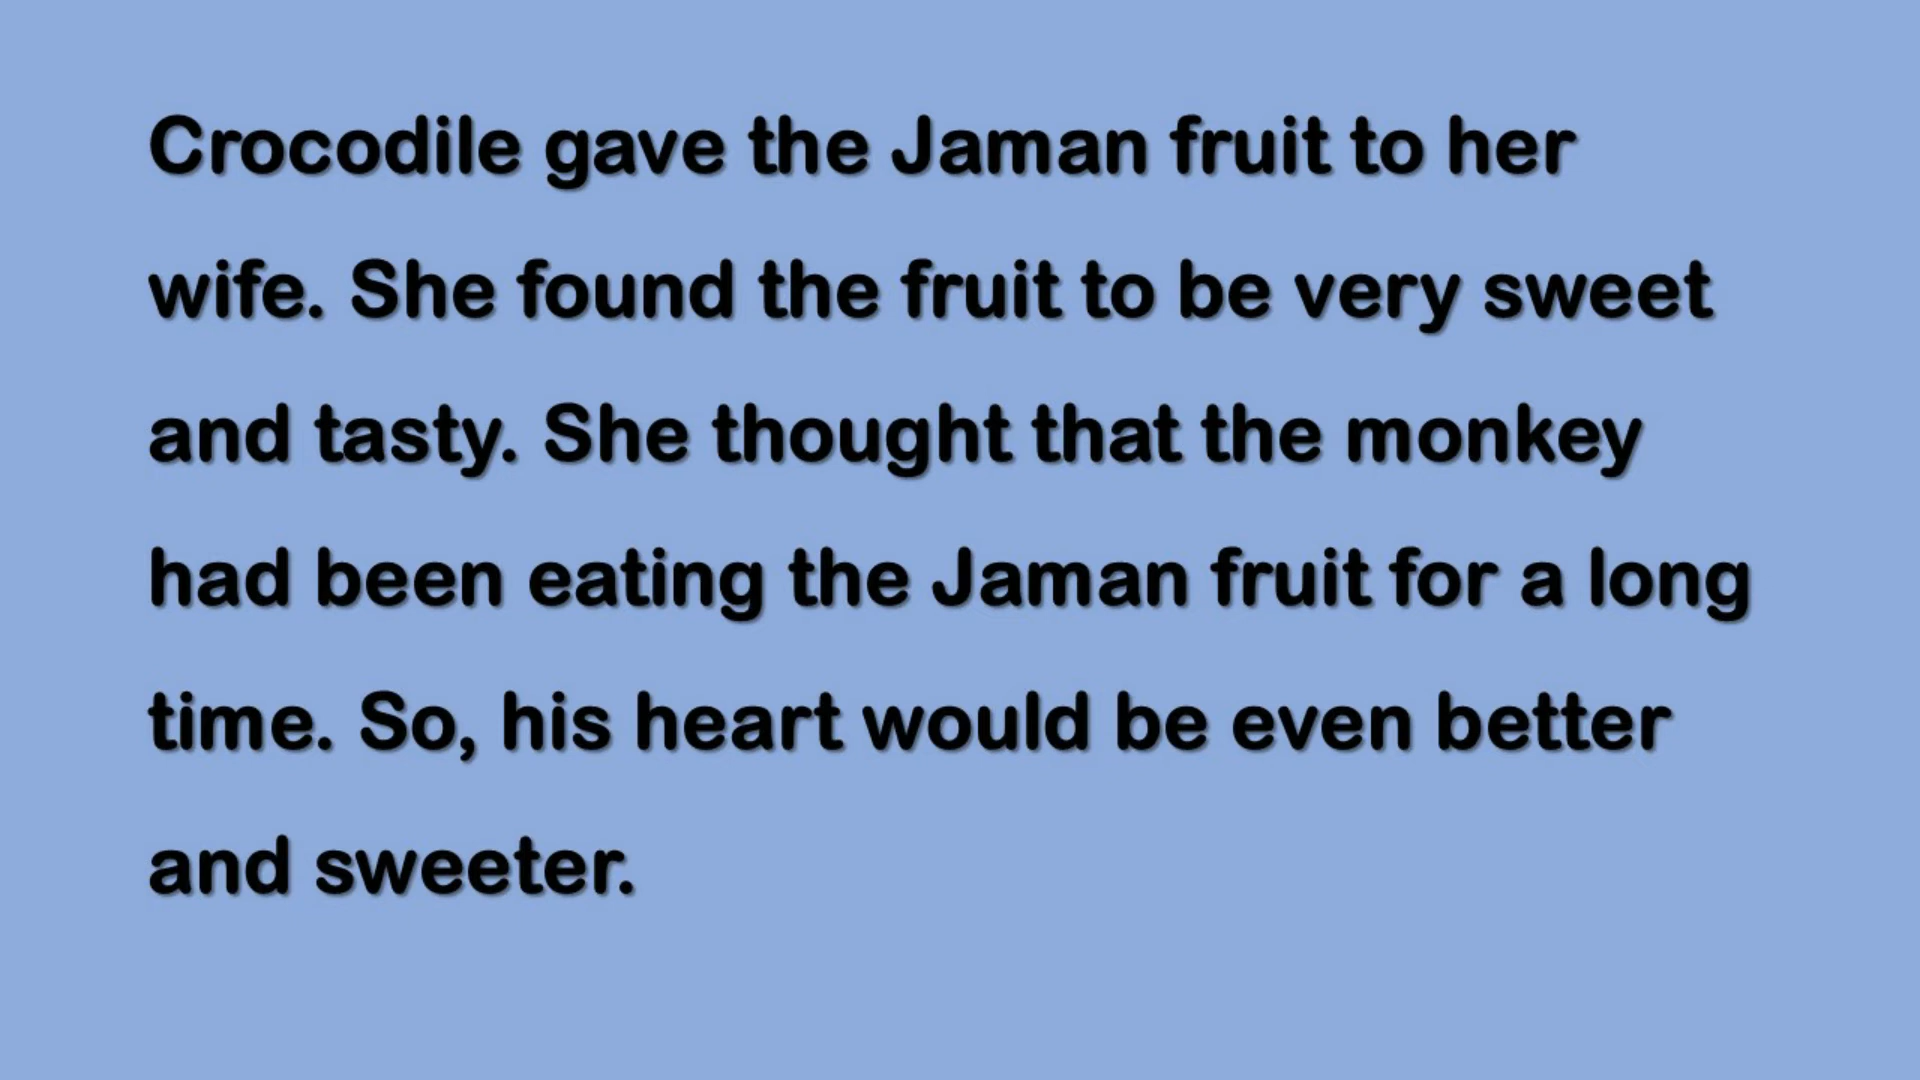 Crocodile gave the Jaman fruit to her
wife. She found the fruit to be very sweet
and tasty. She thought that the monkey
had been eating the Jaman fruit for a long
time. So, his heart would be even better
and sweeter.